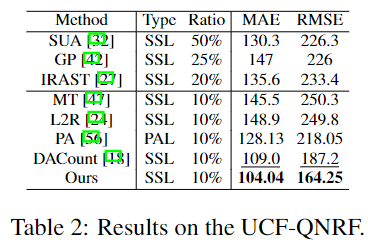 Method Type Ratio MAE RMSE
SUA [32] SSL 50% 130.3 226.3
GP [42] SSL 25% 147 226
IRAST [27] SSL 20% 135.6 233.4
MT [47] SSL 10% 145.5 250.3
L2R [24] SSL 10% 148.9 249.8
PA [56] PAL 10% 128.13 218.05
DACount [18] SSL 10% 109.0 187.2
Ours SSL 10% 104.04 164.25
Table 2: Results on the UCF-QNRF.